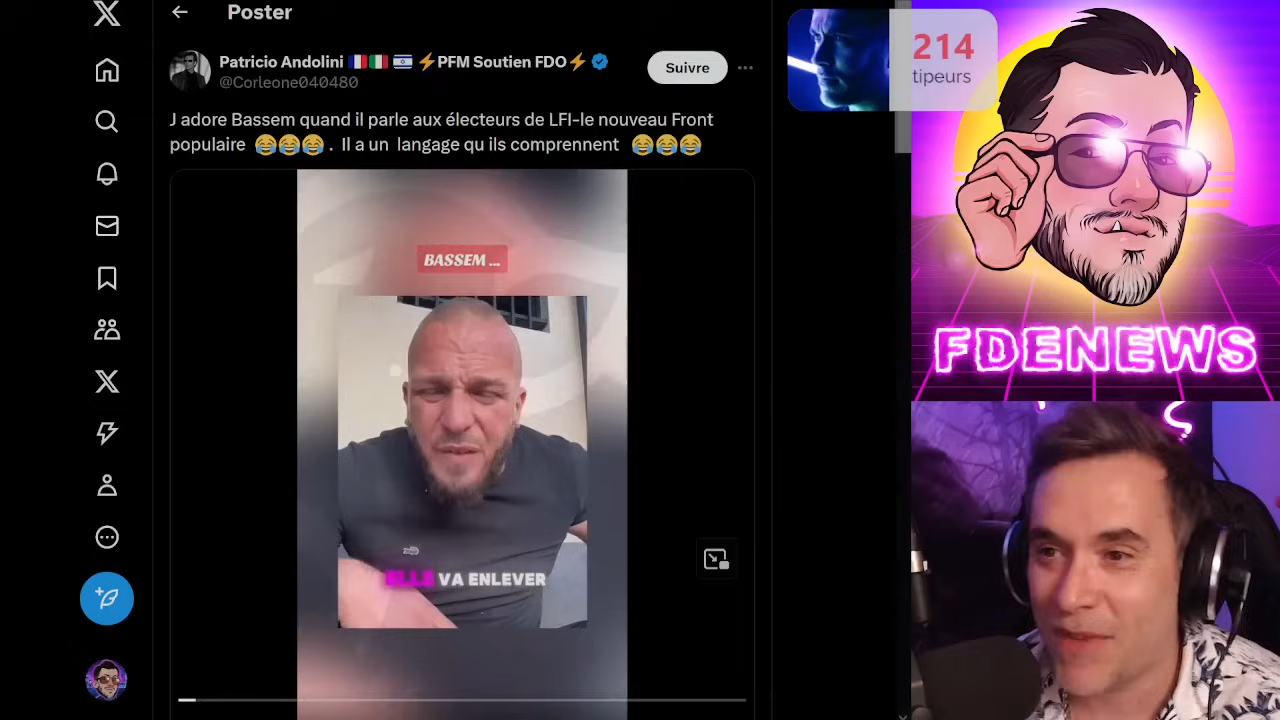 Poster
Patricio Andolini 🇫🇷🇮🇹🇮🇱⚡PFM Soutien FDO⚡
@Corleone040480
Suivre
J adore Bassem quand il parle aux électeurs de LFI-le nouveau Front
populaire 😂😂😂 . Il a un langage qu ils comprennent 😂😂😂
BASSEM ...
ELLE VA ENLEVER
214
tipeurs
FDENEWS